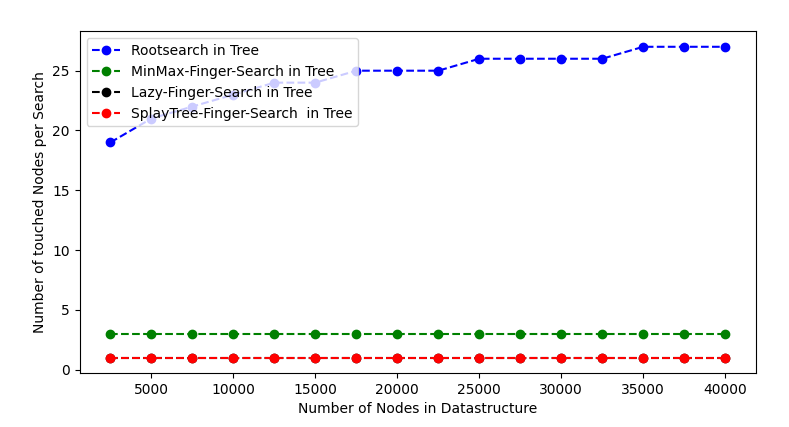 Rootsearch in Tree
MinMax-Finger-Search in Tree
Lazy-Finger-Search in Tree
SplayTree-Finger-Search  in Tree
Number of touched Nodes per Search
25
20
15
10
5
0
5000 10000 15000 20000 25000 30000 35000 40000
Number of Nodes in Datastructure